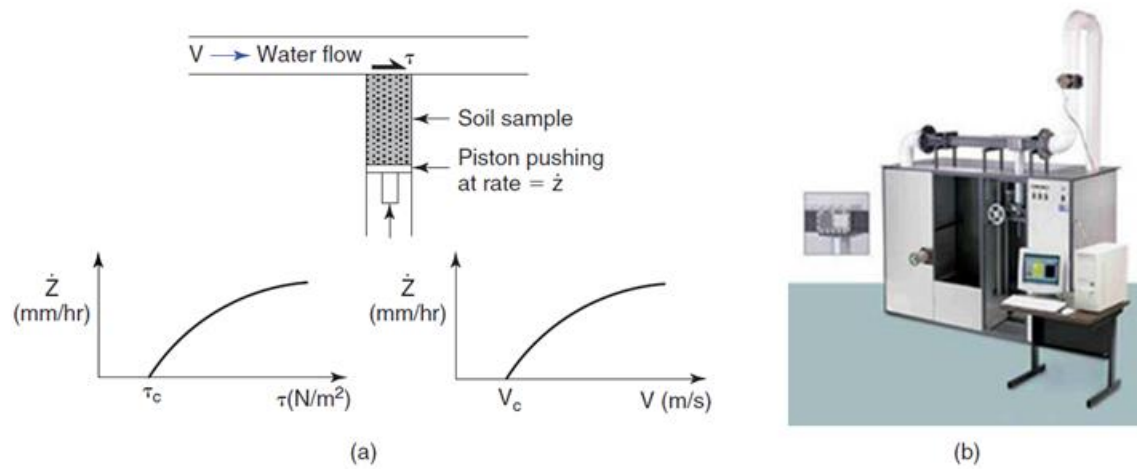 V → Water flow
τ
Soil sample
Piston pushing
at rate = ż
Ż
(mm/hr)
τc
τ(N/m²)
Ż
(mm/hr)
Vc
V (m/s)
(a)
(b)